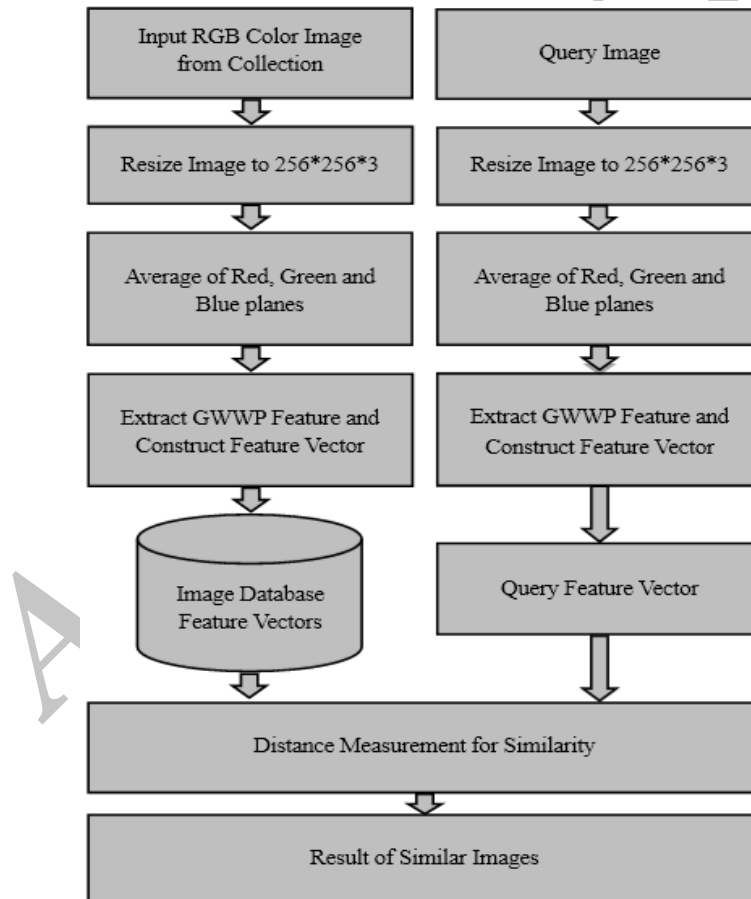 Input RGB Color Image
from Collection
Resize Image to 256*256*3
Average of Red, Green and
Blue planes
Extract GWWP Feature and
Construct Feature Vector
Image Database
Feature Vectors
Query Image
Resize Image to 256*256*3
Average of Red, Green and
Blue planes
Extract GWWP Feature and
Construct Feature Vector
Query Feature Vector
Distance Measurement for Similarity
Result of Similar Images
A